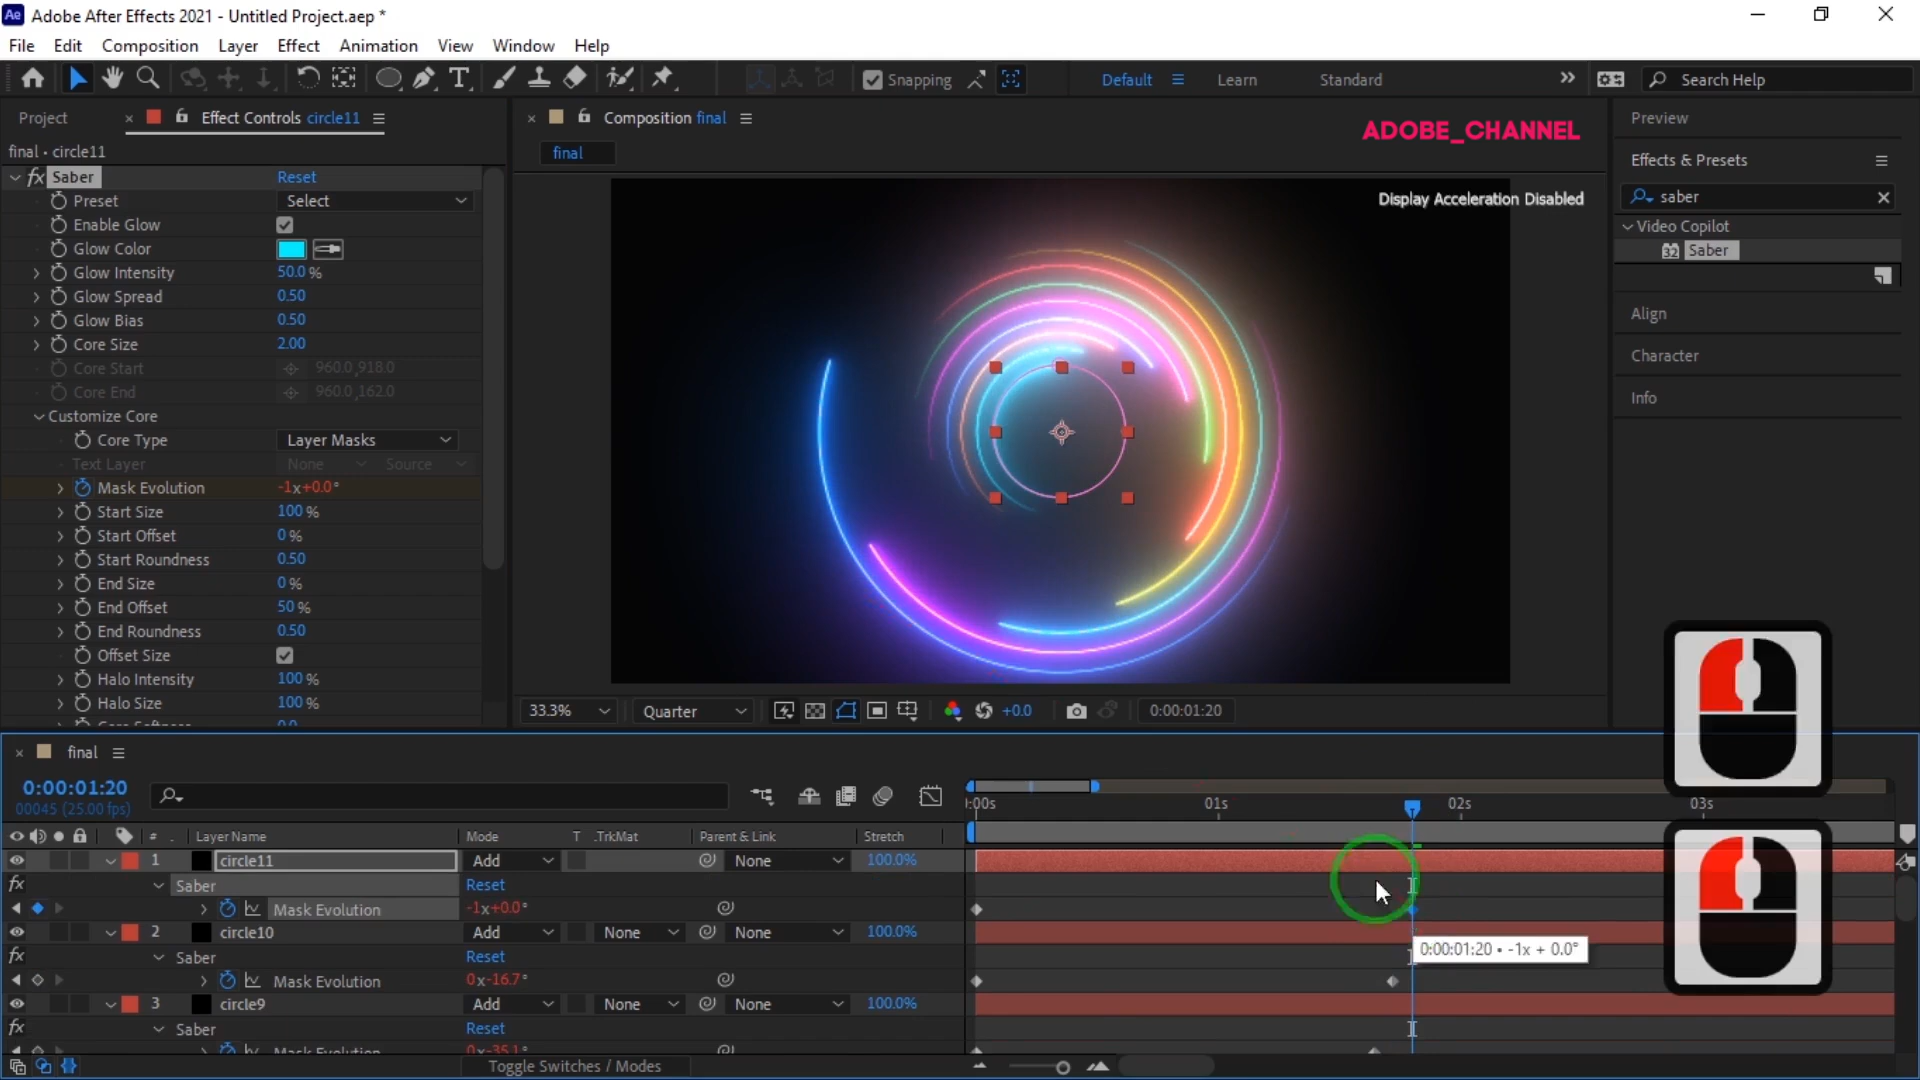 Ae Adobe After Effects 2021 - Untitled Project.aep *
File Edit Composition Layer Effect Animation View Window Help
Snapping Default Learn Standard Search Help
Project Effect Controls circle11 Composition final Preview
ADOBE_CHANNEL
final • circle11 final Effects & Presets
fx Saber Reset Display Acceleration Disabled saber
Preset Select
Enable Glow Video Copilot
Glow Color 32 Saber
Glow Intensity 50.0 %
Glow Spread 0.50
Glow Bias 0.50 Align
Core Size 2.00 Character
Core Start 960.0,918.0
Core End 960.0,162.0 Info
Customize Core
Core Type Layer Masks
Text Layer None Source
Mask Evolution -1x+0.0°
Start Size 100 %
Start Offset 0 %
Start Roundness 0.50
End Size 0 %
End Offset 50 %
End Roundness 0.50
Offset Size
Halo Intensity 100 %
Halo Size 100 %
33.3% Quarter +0.0 0:00:01:20
final
0:00:01:20
00045 (25.00 fps) :00s 01s 02s 03s
# . Layer Name Mode T .TrkMat Parent & Link Stretch
1 circle11 Add None 100.0%
fx Saber Reset
Mask Evolution -1x+0.0°
2 circle10 Add None None 100.0%
0:00:01:20 • -1x + 0.0°
fx Saber Reset
Mask Evolution 0x-16.7°
3 circle9 Add None None 100.0%
fx Saber Reset
Mask Evolution 0x-35.1°
Toggle Switches / Modes